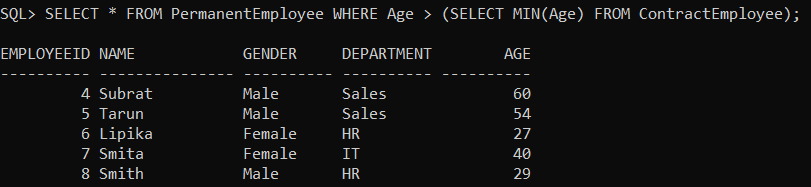 SQL> SELECT * FROM PermanentEmployee WHERE Age > (SELECT MIN(Age) FROM ContractEmployee);
EMPLOYEEID NAME            GENDER     DEPARTMENT        AGE
---------- --------------- ---------- ---------- ----------
         4 Subrat          Male       Sales              60
         5 Tarun           Male       Sales              54
         6 Lipika          Female     HR                 27
         7 Smita           Female     IT                 40
         8 Smith           Male       HR                 29